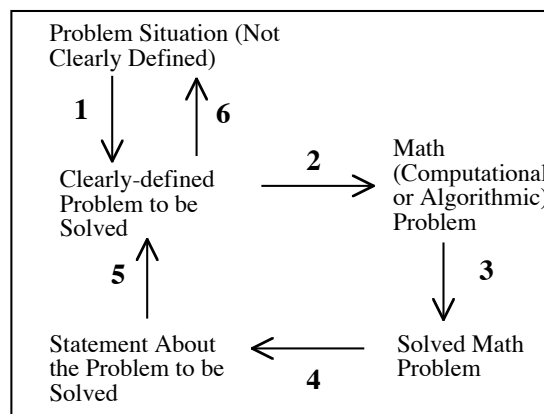 Problem Situation (Not
Clearly Defined)
1
6
Clearly-defined
Problem to be
Solved
2
Math
(Computational
or Algorithmic)
Problem
3
Solved Math
Problem
4
Statement About
the Problem to be
Solved
5